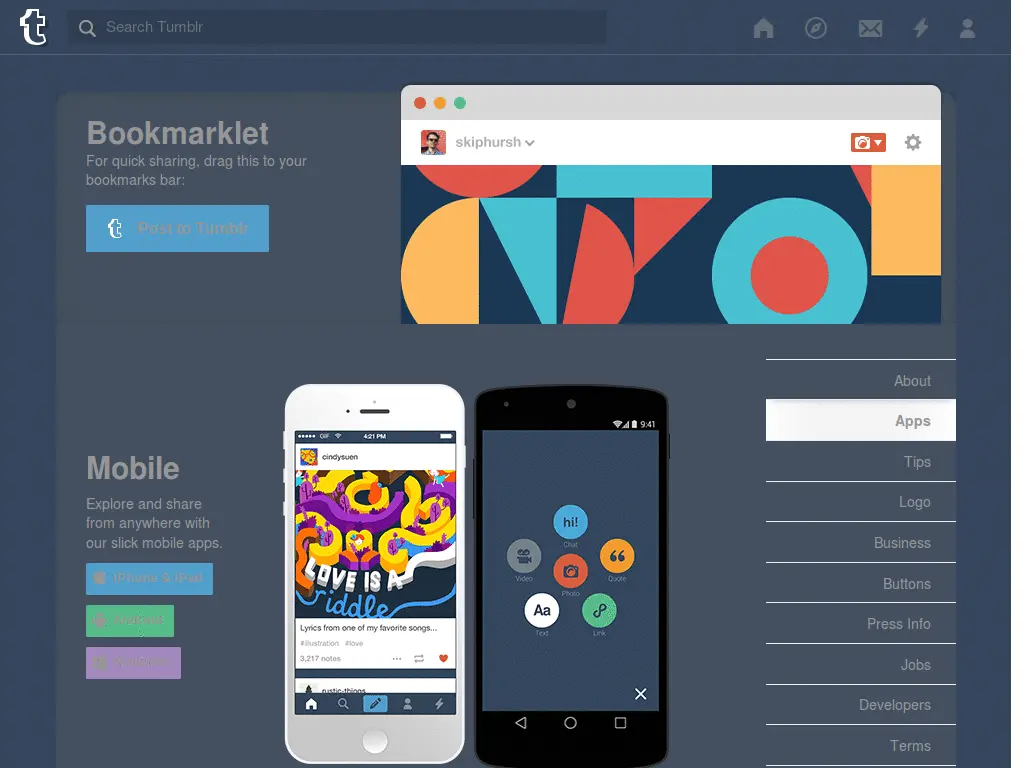 t Search Tumblr
Bookmarklet
For quick sharing, drag this to your
bookmarks bar:
t Post to Tumblr
skiphursh
Mobile
Explore and share
from anywhere with
our slick mobile apps.
iPhone & iPad
Android
GIF 4:21 PM
cindysuen
LOVE IS A
riddle
Lyrics from one of my favorite songs...
#illustration #love
3,217 notes
rustic-things
9:41
hi!
Chat
Video
Quote
Photo
Aa
Text
Link
About
Apps
Tips
Logo
Business
Buttons
Press Info
Jobs
Developers
Terms